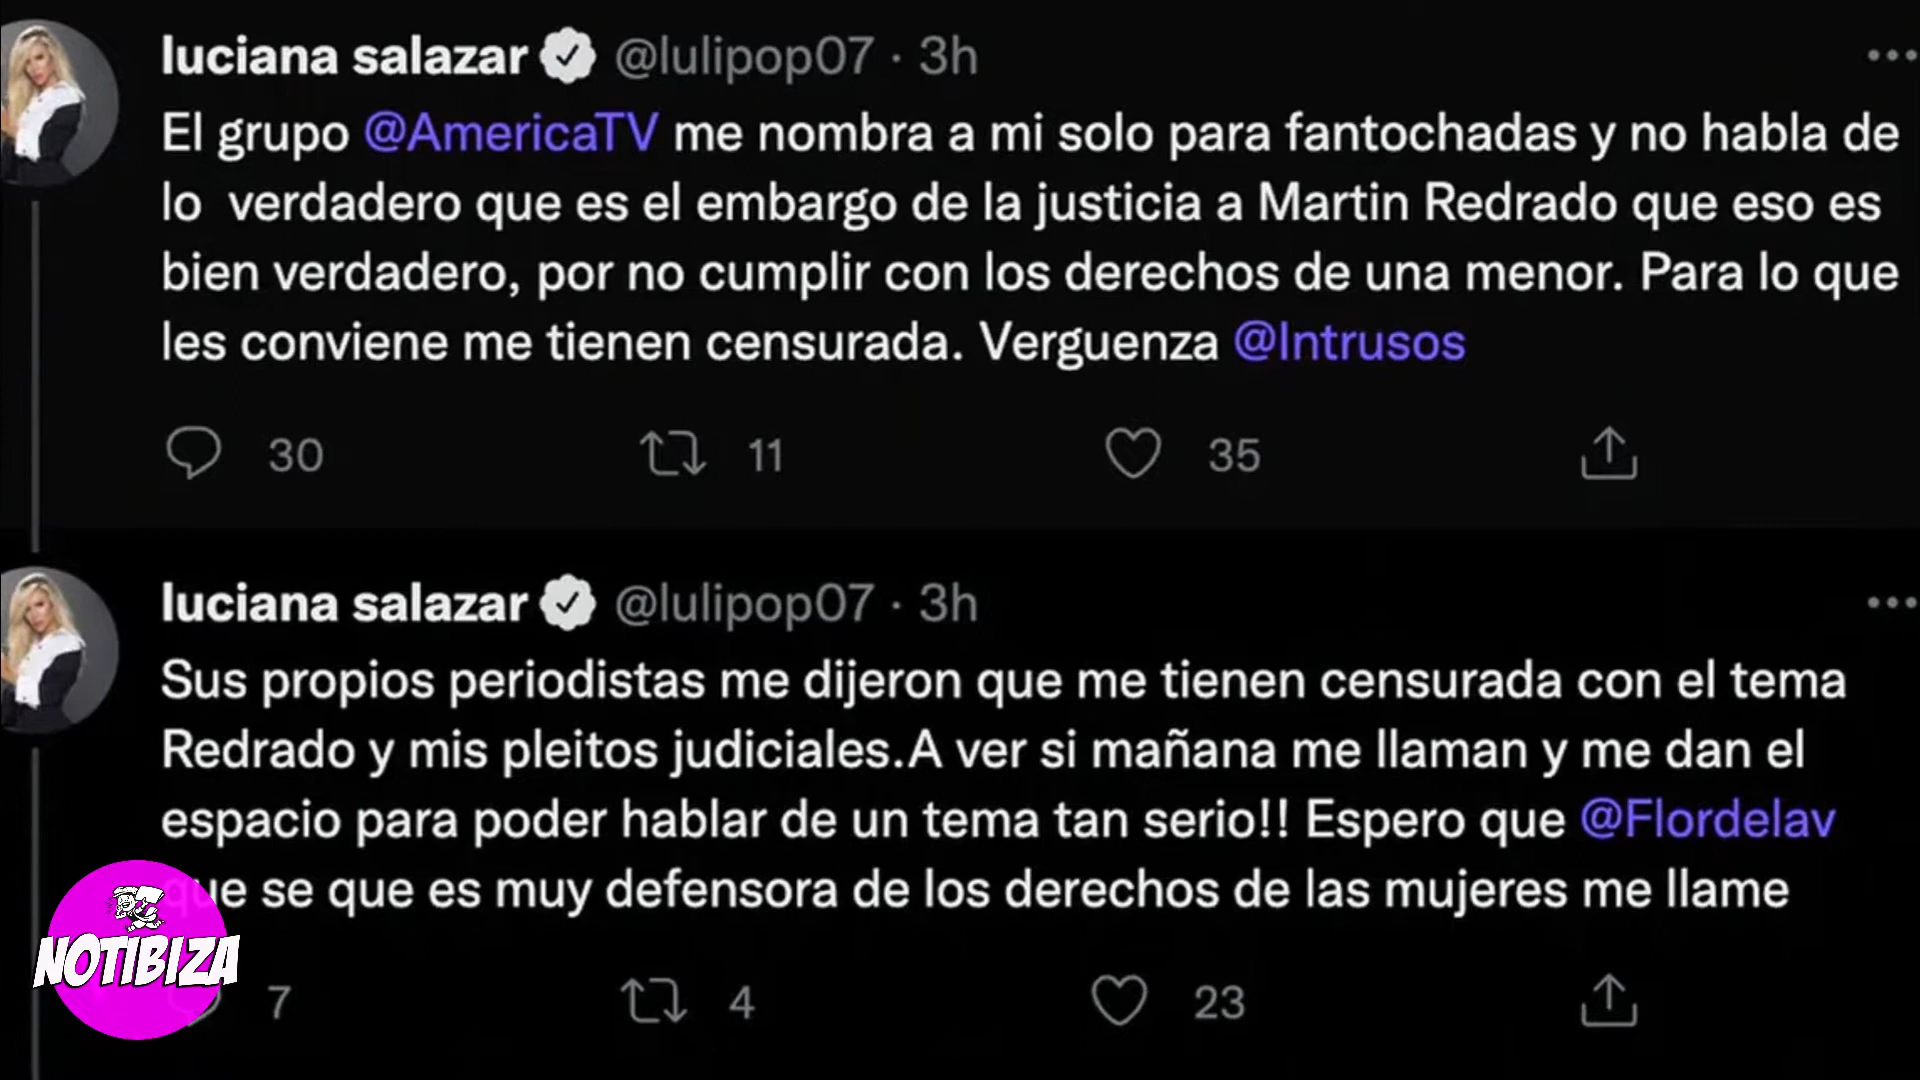 luciana salazar @lulipop07 · 3h
El grupo @AmericaTV me nombra a mi solo para fantochadas y no habla de
lo verdadero que es el embargo de la justicia a Martin Redrado que eso es
bien verdadero, por no cumplir con los derechos de una menor. Para lo que
les conviene me tienen censurada. Verguenza @Intrusos
30 11 35
luciana salazar @lulipop07 · 3h
Sus propios periodistas me dijeron que me tienen censurada con el tema
Redrado y mis pleitos judiciales.A ver si mañana me llaman y me dan el
espacio para poder hablar de un tema tan serio!! Espero que @Flordelav
que se que es muy defensora de los derechos de las mujeres me llame
NOTIBIZA
7 4 23